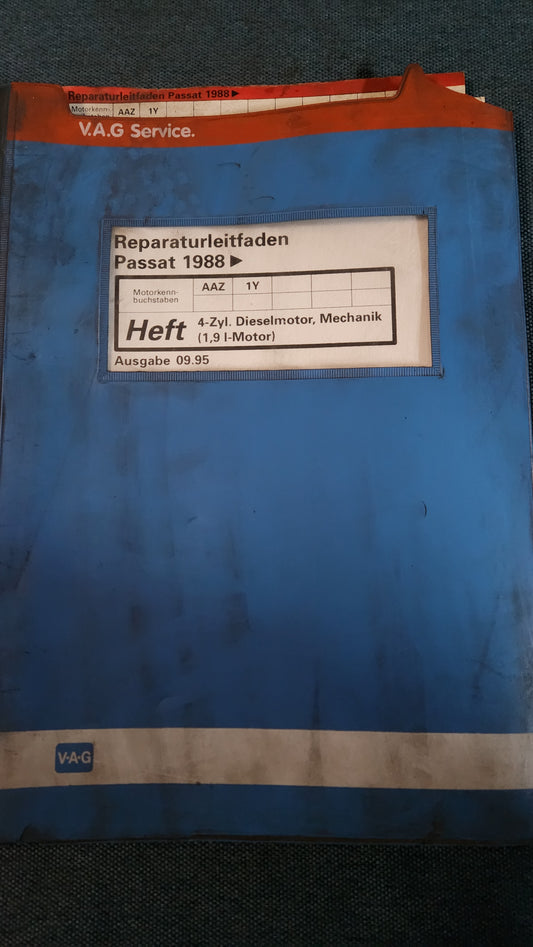 Reparaturleitfaden Passat 1988 ►
Motorkenn-
buchstaben AAZ 1Y
V.A.G Service.
Reparaturleitfaden
Passat 1988 ►
Motorkenn-
buchstaben AAZ 1Y
Heft 4-Zyl. Dieselmotor, Mechanik
(1,9 l-Motor)
Ausgabe 09.95
V·A·G